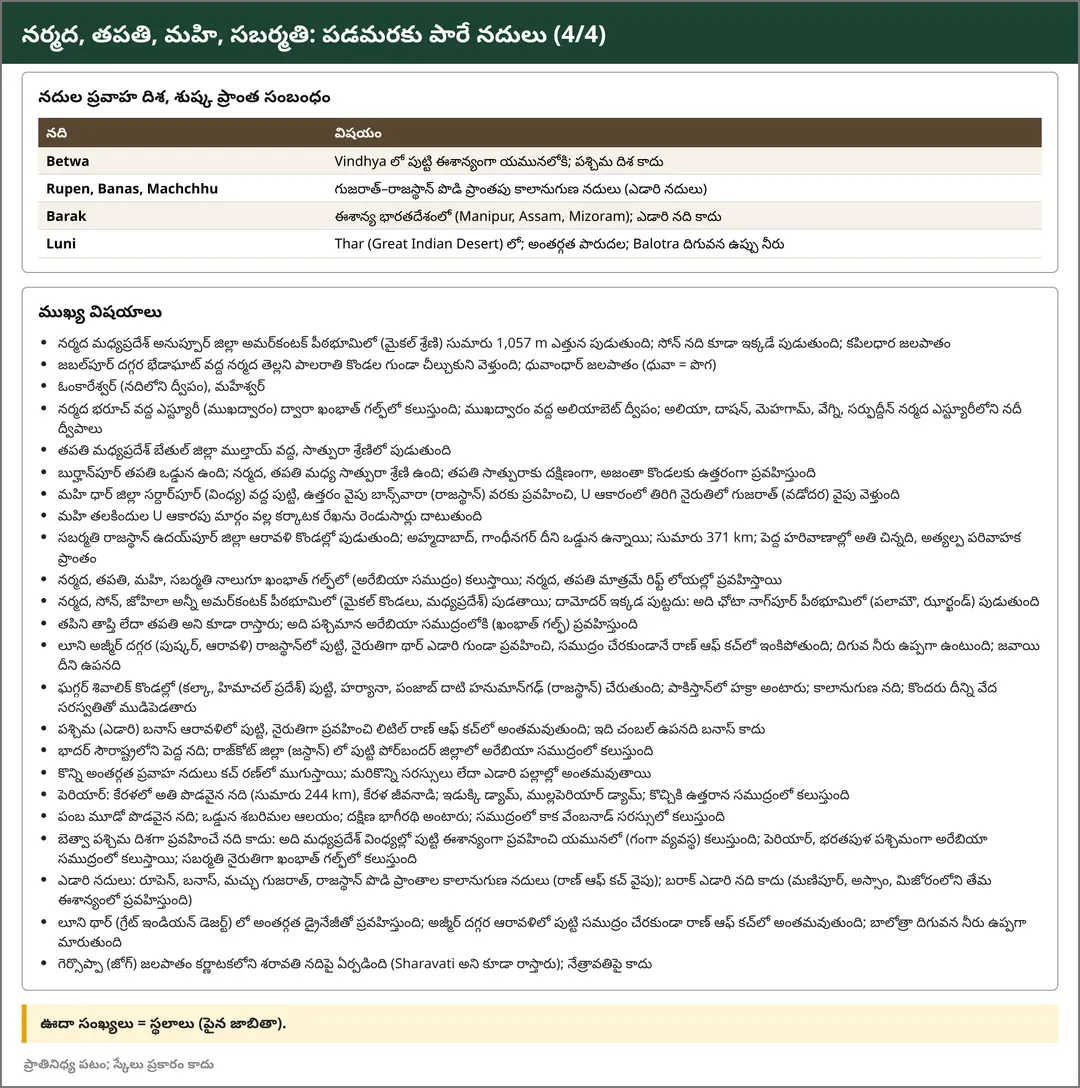 నర్మద, తపతి, మహి, సబర్మతి: పడమరకు పారే నదులు (4/4)
నదుల ప్రవాహ దిశ, శుష్క ప్రాంత సంబంధం
నది విషయం
Betwa Vindhya లో పుట్టి ఈశాన్యంగా యమునలోకి; పశ్చిమ దిశ కాదు
Rupen, Banas, Machchhu గుజరాత్–రాజస్థాన్ పొడి ప్రాంతపు కాలానుగుణ నదులు (ఎడారి నదులు)
Barak ఈశాన్య భారతదేశంలో (Manipur, Assam, Mizoram); ఎడారి నది కాదు
Luni Thar (Great Indian Desert) లో; అంతర్గత పారుదల; Balotra దిగువన ఉప్పు నీరు
ముఖ్య విషయాలు
• నర్మద మధ్యప్రదేశ్ అనుప్పూర్ జిల్లా అమర్‌కంటక్ పీఠభూమిలో (మైకల్ శ్రేణి) సుమారు 1,057 m ఎత్తున పుడుతుంది; సోన్ నది కూడా ఇక్కడే పుడుతుంది; కపిలధార జలపాతం
• జబల్‌పూర్ దగ్గర భేడాఘాట్ వద్ద నర్మద తెల్లని పాలరాతి కొండల గుండా చీల్చుకుని వెళ్తుంది; ధువాంధార్ జలపాతం (ధువా = పొగ)
• ఓంకారేశ్వర్ (నదిలోని ద్వీపం), మహేశ్వర్
• నర్మద భరూచ్ వద్ద ఎస్ట్యూరీ (ముఖద్వారం) ద్వారా ఖంభాత్ గల్ఫ్‌లో కలుస్తుంది; ముఖద్వారం వద్ద అలియాబెట్ ద్వీపం; అలియా, దాషన్, మెహగామ్, వేగ్ని, సర్ఫుద్దీన్ నర్మద ఎస్ట్యూరీలోని నదీ
ద్వీపాలు
• తపతి మధ్యప్రదేశ్ బేతుల్ జిల్లా ముల్తాయ్ వద్ద, సాత్పురా శ్రేణిలో పుడుతుంది
• బుర్హాన్‌పూర్ తపతి ఒడ్డున ఉంది; నర్మద, తపతి మధ్య సాత్పురా శ్రేణి ఉంది; తపతి సాత్పురాకు దక్షిణంగా, అజంతా కొండలకు ఉత్తరంగా ప్రవహిస్తుంది
• మహి ధార్ జిల్లా సర్దార్‌పూర్ (వింధ్య) వద్ద పుట్టి, ఉత్తరం వైపు బాన్స్‌వారా (రాజస్థాన్) వరకు ప్రవహించి, U ఆకారంలో తిరిగి నైరుతిలో గుజరాత్ (వడోదర) వైపు వెళ్తుంది
• మహి తలకిందుల U ఆకారపు మార్గం వల్ల కర్కాటక రేఖను రెండుసార్లు దాటుతుంది
• సబర్మతి రాజస్థాన్ ఉదయ్‌పూర్ జిల్లా ఆరావళి కొండల్లో పుడుతుంది; అహ్మదాబాద్, గాంధీనగర్ దీని ఒడ్డున ఉన్నాయి; సుమారు 371 km; పెద్ద హరివాణాల్లో అతి చిన్నది, అత్యల్ప పరివాహక
ప్రాంతం
• నర్మద, తపతి, మహి, సబర్మతి నాలుగూ ఖంభాత్ గల్ఫ్‌లో (అరేబియా సముద్రం) కలుస్తాయి; నర్మద, తపతి మాత్రమే రిఫ్ట్ లోయల్లో ప్రవహిస్తాయి
• నర్మద, సోన్, జోహిలా అన్నీ అమర్‌కంటక్ పీఠభూమిలో (మైకల్ కొండలు, మధ్యప్రదేశ్) పుడతాయి; దామోదర్ ఇక్కడ పుట్టదు: అది ఛోటా నాగ్‌పూర్ పీఠభూమిలో (పలామౌ, ఝార్ఖండ్) పుడుతుంది
• తపిని తాప్తి లేదా తపతి అని కూడా రాస్తారు; అది పశ్చిమాన అరేబియా సముద్రంలోకి (ఖంభాత్ గల్ఫ్) ప్రవహిస్తుంది
• లూని అజ్మీర్ దగ్గర (పుష్కర్, ఆరావళి) రాజస్థాన్‌లో పుట్టి, నైరుతిగా థార్ ఎడారి గుండా ప్రవహించి, సముద్రం చేరకుండానే రాణ్ ఆఫ్ కచ్‌లో ఇంకిపోతుంది; దిగువ నీరు ఉప్పగా ఉంటుంది; జవాయి
దీని ఉపనది
• ఘగ్గర్ శివాలిక్ కొండల్లో (కల్కా, హిమాచల్ ప్రదేశ్) పుట్టి, హర్యానా, పంజాబ్ దాటి హనుమాన్‌గఢ్ (రాజస్థాన్) చేరుతుంది; పాకిస్తాన్‌లో హక్రా అంటారు; కాలానుగుణ నది; కొందరు దీన్ని వేద
సరస్వతితో ముడిపెడతారు
• పశ్చిమ (ఎడారి) బనాస్ ఆరావళిలో పుట్టి, నైరుతిగా ప్రవహించి లిటిల్ రాణ్ ఆఫ్ కచ్‌లో అంతమవుతుంది; ఇది చంబల్ ఉపనది బనాస్ కాదు
• భాదర్ సౌరాష్ట్రలోని పెద్ద నది; రాజ్‌కోట్ జిల్లా (జస్దాన్) లో పుట్టి పోర్‌బందర్ జిల్లాలో అరేబియా సముద్రంలో కలుస్తుంది
• కొన్ని అంతర్గత ప్రవాహ నదులు కచ్ రణ్‌లో ముగుస్తాయి; మరికొన్ని సరస్సులు లేదా ఎడారి పల్లాల్లో అంతమవుతాయి
• పెరియార్: కేరళలో అతి పొడవైన నది (సుమారు 244 km), కేరళ జీవనాడి; ఇడుక్కి డ్యామ్, ముల్లపెరియార్ డ్యామ్; కొచ్చికి ఉత్తరాన సముద్రంలో కలుస్తుంది
• పంబ మూడో పొడవైన నది; ఒడ్డున శబరిమల ఆలయం; దక్షిణ భాగీరథి అంటారు; సముద్రంలో కాక వేంబనాడ్ సరస్సులో కలుస్తుంది
• బెత్వా పశ్చిమ దిశగా ప్రవహించే నది కాదు: అది మధ్యప్రదేశ్ వింధ్యల్లో పుట్టి ఈశాన్యంగా ప్రవహించి యమునలో (గంగా వ్యవస్థ) కలుస్తుంది; పెరియార్, భరతపుళ పశ్చిమంగా అరేబియా
సముద్రంలో కలుస్తాయి; సబర్మతి నైరుతిగా ఖంభాత్ గల్ఫ్‌లో కలుస్తుంది
• ఎడారి నదులు: రూపెన్, బనాస్, మచ్ఛు గుజరాత్, రాజస్థాన్ పొడి ప్రాంతాల కాలానుగుణ నదులు (రాణ్ ఆఫ్ కచ్ వైపు); బరాక్ ఎడారి నది కాదు (మణిపూర్, అస్సాం, మిజోరంలోని తేమ
ఈశాన్యంలో ప్రవహిస్తుంది)
• లూని థార్ (గ్రేట్ ఇండియన్ డెజర్ట్) లో అంతర్గత డ్రైనేజీతో ప్రవహిస్తుంది; అజ్మీర్ దగ్గర ఆరావళిలో పుట్టి సముద్రం చేరకుండా రాణ్ ఆఫ్ కచ్‌లో అంతమవుతుంది; బాలోత్రా దిగువన నీరు ఉప్పగా
మారుతుంది
• గెర్సొప్పా (జోగ్) జలపాతం కర్ణాటకలోని శరావతి నదిపై ఏర్పడింది (Sharavati అని కూడా రాస్తారు); నేత్రావతిపై కాదు
ఊదా సంఖ్యలు = స్థలాలు (పైన జాబితా).
ప్రాతినిధ్య పటం; స్కేలు ప్రకారం కాదు